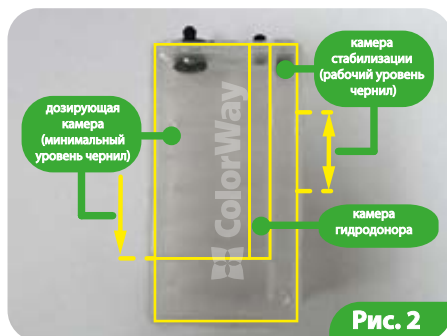 камера
стабилизации
(рабочий уровень
чернил)
дозирующая
камера
(минимальный
уровень чернил)
ColorWay
камера
гидродонора
Рис. 2